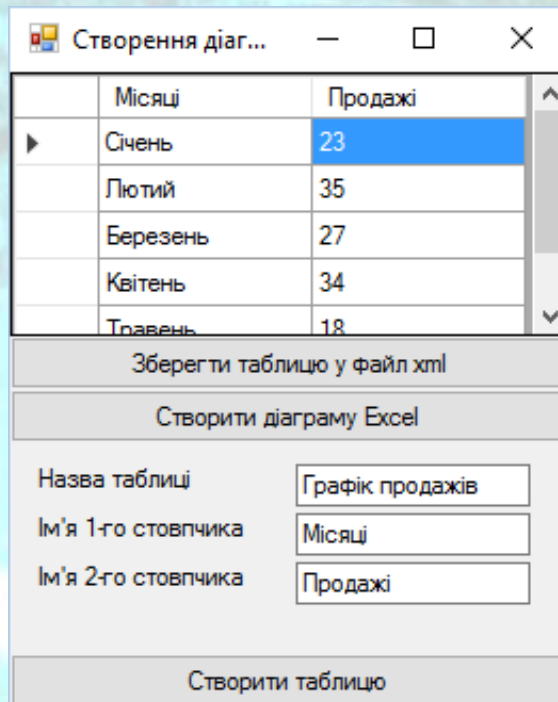 Створення діаг...
Місяці Продажі
Січень 23
Лютий 35
Березень 27
Квітень 34
Травень 18
Зберегти таблицю у файл xml
Створити діаграму Excel
Назва таблиці Графік продажів
Ім'я 1-го стовпчика Місяці
Ім'я 2-го стовпчика Продажі
Створити таблицю